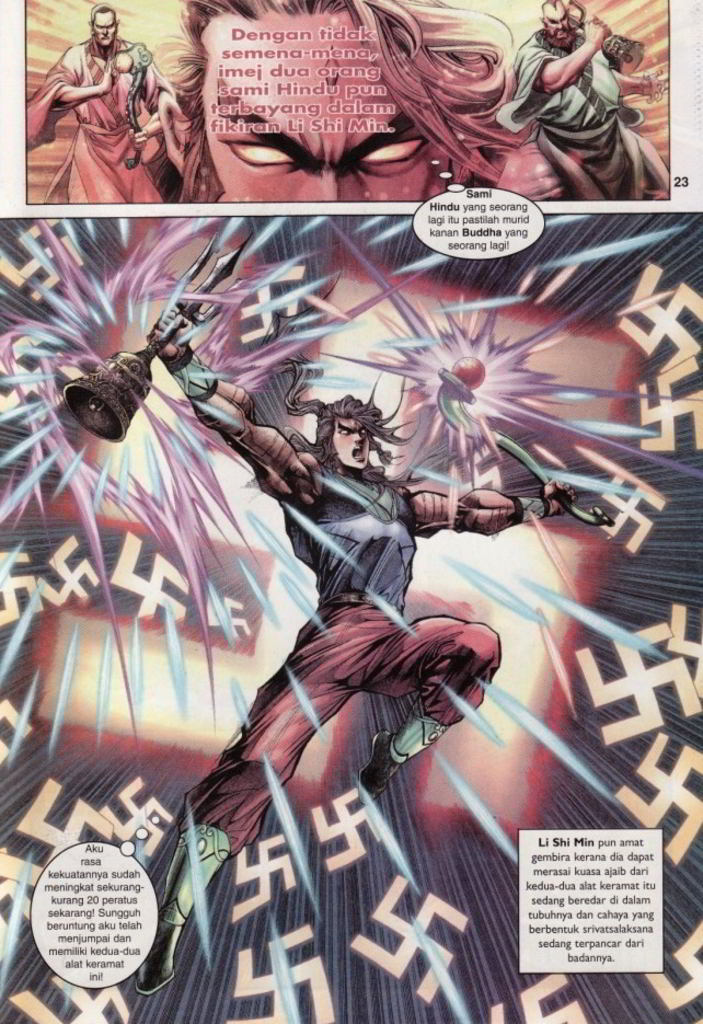 Dengan tidak
semena-mena,
imej dua orang
sami Hindu pun
terbayang dalam
fikiran Li Shi Min.
23
Sami
Hindu yang seorang
lagi itu pastilah murid
kanan Buddha yang
seorang lagi!
Aku
rasa
kekuatannya sudah
meningkat sekurang-
kurang 20 peratus
sekarang! Sungguh
beruntung aku telah
menjumpai dan
memiliki kedua-dua
alat keramat
ini!
Li Shi Min pun amat
gembira kerana dia dapat
merasai kuasa ajaib dari
kedua-dua alat keramat itu
sedang beredar di dalam
tubuhnya dan cahaya yang
berbentuk srivatsalaksana
sedang terpancar dari
badannya.